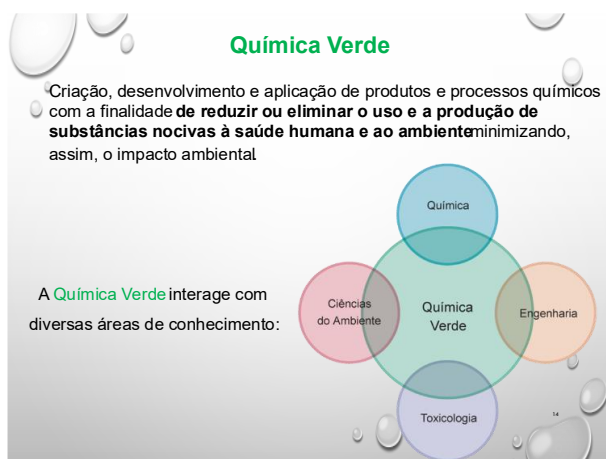 Química Verde
Criação, desenvolvimento e aplicação de produtos e processos químicos
com a finalidade de reduzir ou eliminar o uso e a produção de
substâncias nocivas à saúde humana e ao ambiente minimizando,
assim, o impacto ambiental.
A Química Verde interage com
diversas áreas de conhecimento:
Química
Ciências
do Ambiente
Química
Verde
Engenharia
Toxicologia
14